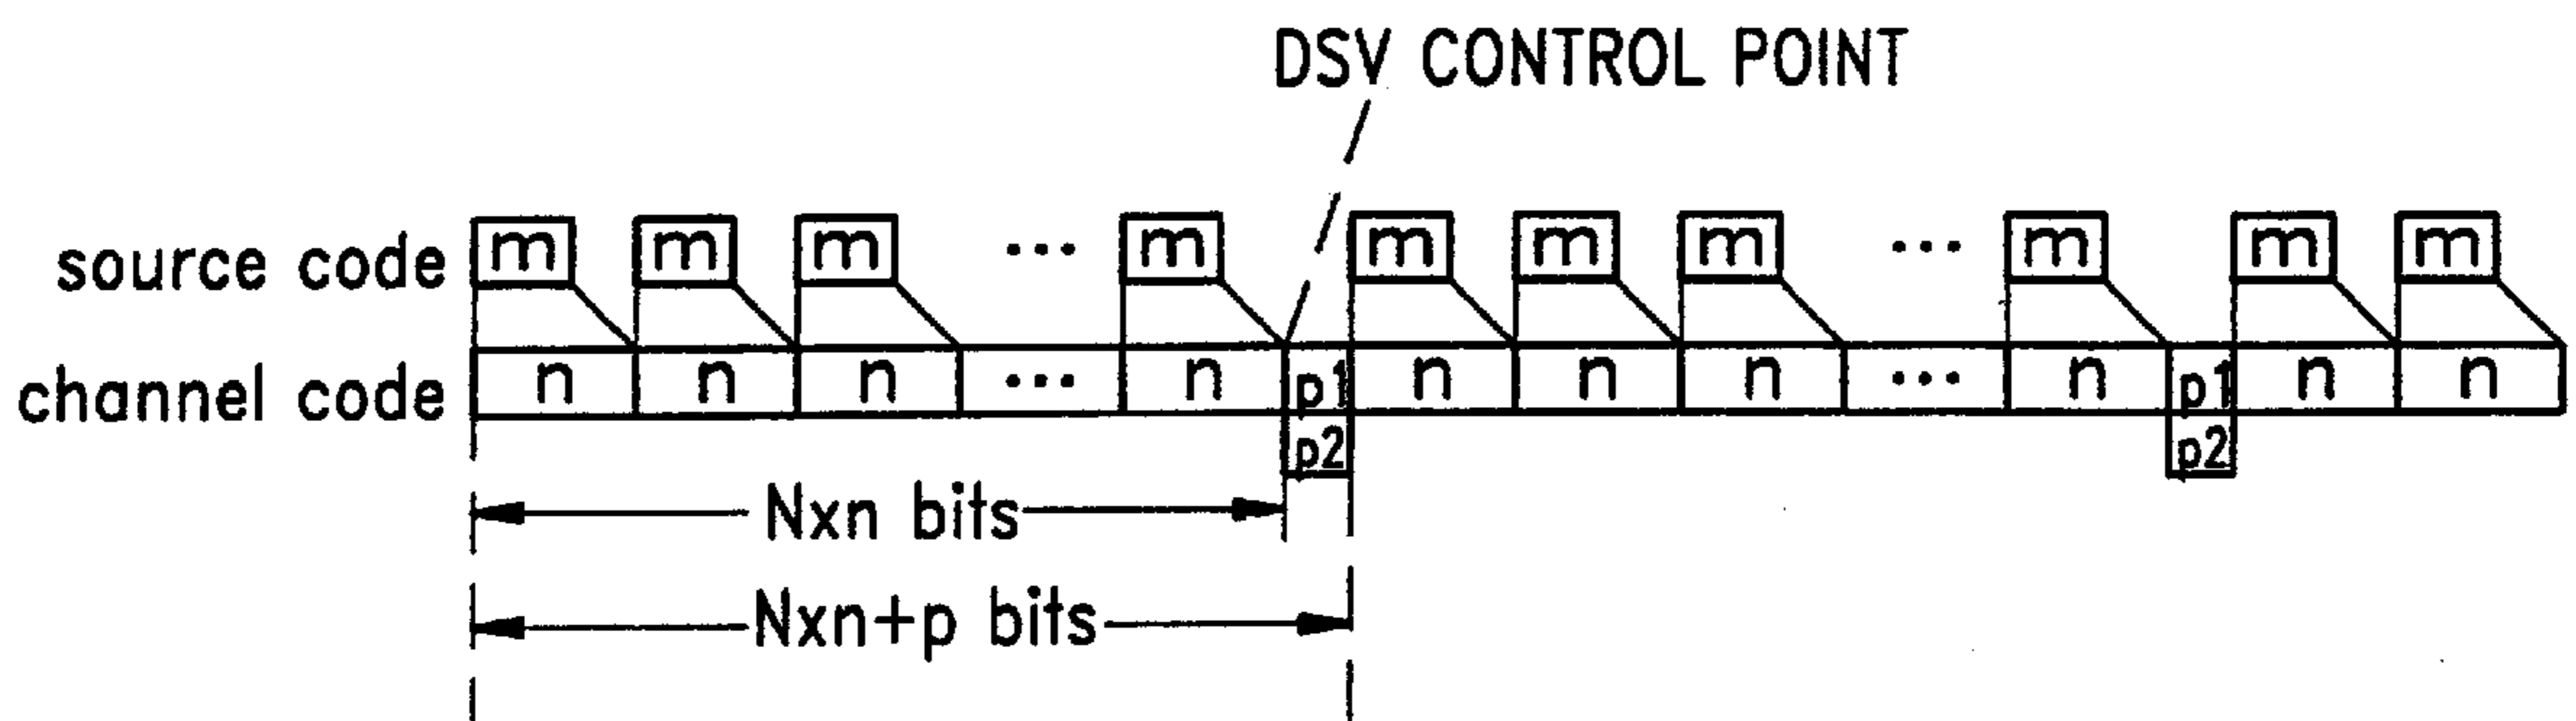 DSV CONTROL POINT
source code m m m ... m m m m ... m m m
channel code n n n ... n p1 n n n ... n p1 n n
p2 p2
Nxn bits
Nxn+p bits